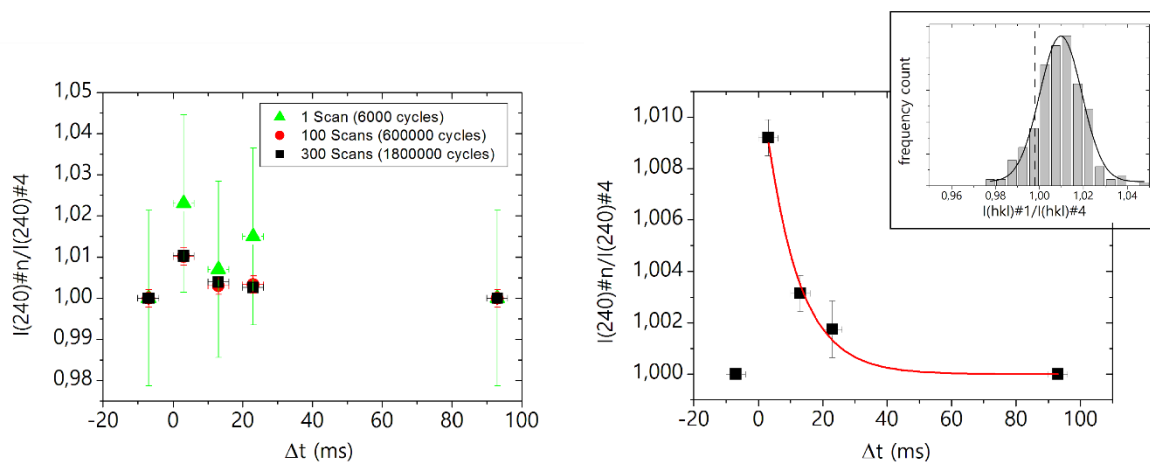 1,05
1,04
1,03
1,02
1,01
1,00
0,99
0,98
I(240)#n/I(240)#4
1 Scan (6000 cycles)
100 Scans (600000 cycles)
300 Scans (1800000 cycles)
-20 0 20 40 60 80 100
Δt (ms)
1,010
1,008
1,006
1,004
1,002
1,000
I(240)#n/I(240)#4
-20 0 20 40 60 80 100
Δt (ms)
frequency count
0,96 0,98 1,00 1,02 1,04
I(hkl)#1/I(hkl)#4